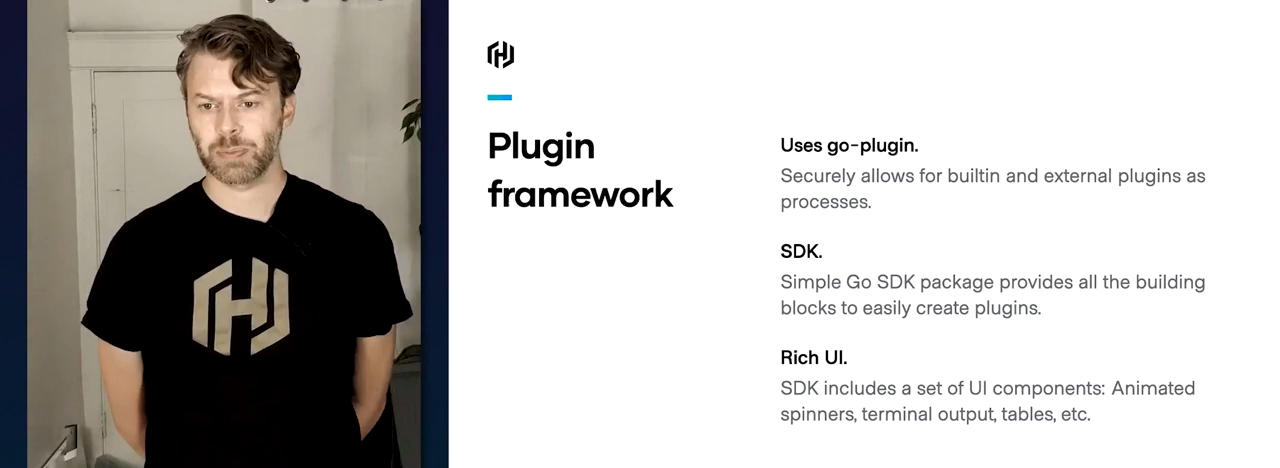 Plugin
framework
Uses go-plugin.
Securely allows for builtin and external plugins as
processes.
SDK.
Simple Go SDK package provides all the building
blocks to easily create plugins.
Rich UI.
SDK includes a set of UI components: Animated
spinners, terminal output, tables, etc.